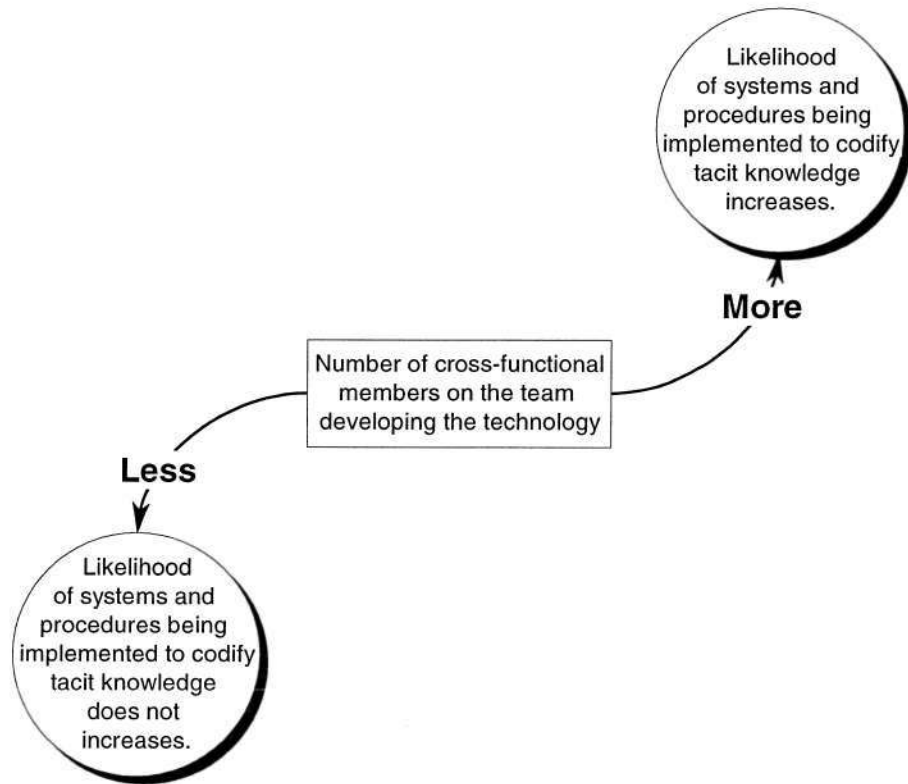 Likelihood
of systems and
procedures being
implemented to codify
tacit knowledge
increases.
More
Number of cross-functional
members on the team
developing the technology
Less
Likelihood
of systems and
procedures being
implemented to codify
tacit knowledge
does not
increases.